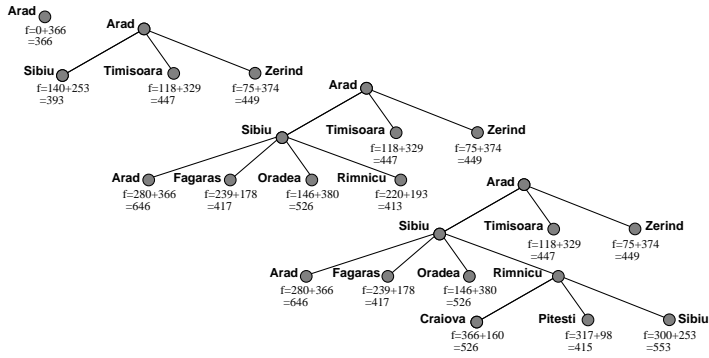 Arad
f=0+366
=366
Arad
Sibiu
f=140+253
=393
Timisoara
f=118+329
=447
Zerind
f=75+374
=449
Arad
Sibiu
Timisoara
f=118+329
=447
Zerind
f=75+374
=449
Arad
f=280+366
=646
Fagaras
f=239+178
=417
Oradea
f=146+380
=526
Rimnicu
f=220+193
=413
Arad
Sibiu
Timisoara
f=118+329
=447
Zerind
f=75+374
=449
Arad
f=280+366
=646
Fagaras
f=239+178
=417
Oradea
f=146+380
=526
Rimnicu
Craiova
f=366+160
=526
Pitesti
f=317+98
=415
Sibiu
f=300+253
=553